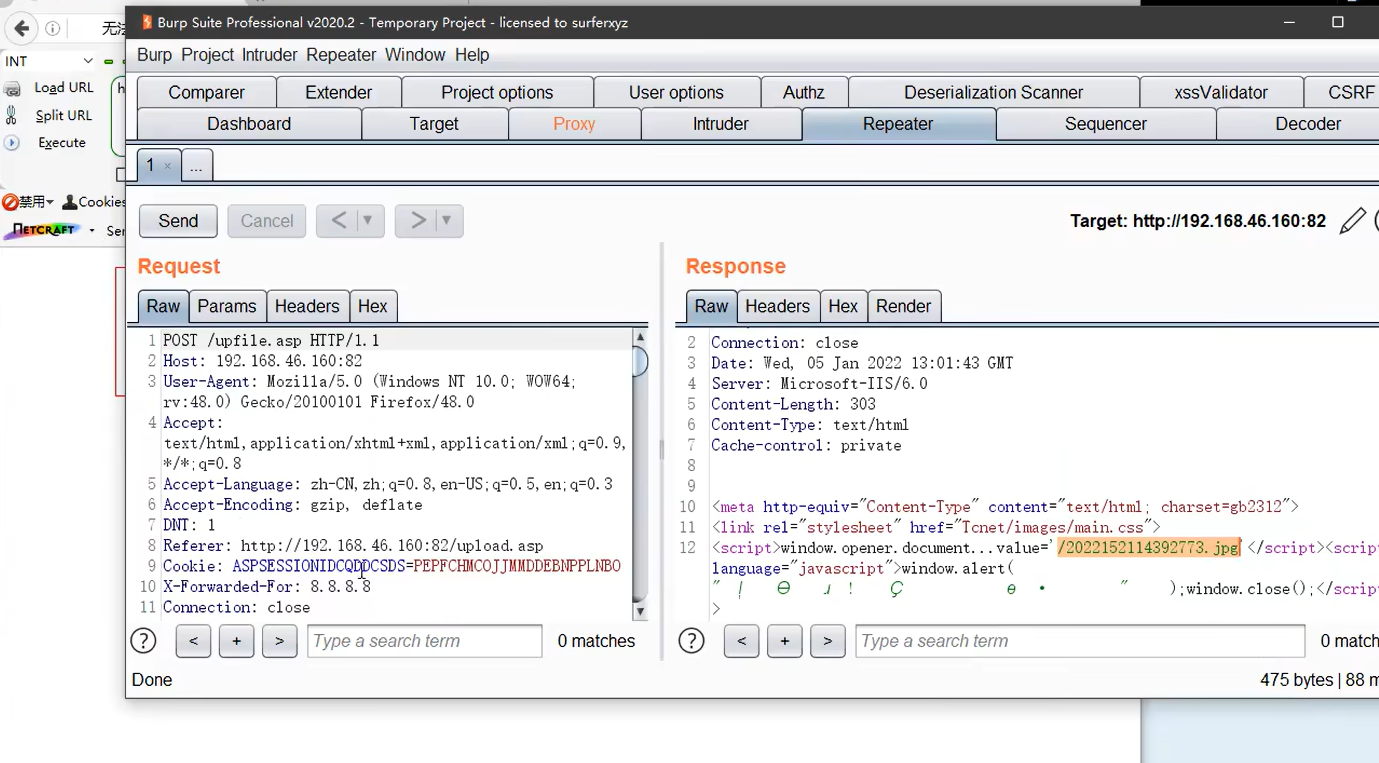 Burp Suite Professional v2020.2 - Temporary Project - licensed to surferxyz
无法
INT
Burp Project Intruder Repeater Window Help
Load URL
Split URL
Execute
Comparer Extender Project options User options Authz Deserialization Scanner xssValidator CSRF
Dashboard Target Proxy Intruder Repeater Sequencer Decoder
1 × ...
禁用 Cookies
NETCRAFT
Send Cancel < >
Target: http://192.168.46.160:82
Request
Raw Params Headers Hex
1 POST /upfile.asp HTTP/1.1
2 Host: 192.168.46.160:82
3 User-Agent: Mozilla/5.0 (Windows NT 10.0; WOW64;
rv:48.0) Gecko/20100101 Firefox/48.0
4 Accept:
text/html,application/xhtml+xml,application/xml;q=0.9,
*/*;q=0.8
5 Accept-Language: zh-CN,zh;q=0.8,en-US;q=0.5,en;q=0.3
6 Accept-Encoding: gzip, deflate
7 DNT: 1
8 Referer: http://192.168.46.160:82/upload.asp
9 Cookie: ASPSESSIONIDCQDDCSDS=PEPFCHMCOJJMMDDEBNPPLNBO
10 X-Forwarded-For: 8.8.8.8
11 Connection: close
? < + > Type a search term 0 matches
Response
Raw Headers Hex Render
2 Connection: close
3 Date: Wed, 05 Jan 2022 13:01:43 GMT
4 Server: Microsoft-IIS/6.0
5 Content-Length: 303
6 Content-Type: text/html
7 Cache-control: private
8
9
10 <meta http-equiv="Content-Type" content="text/html; charset=gb2312">
11 <link rel="stylesheet" href="Tcnet/images/main.css">
12 <script>window.opener.document...value='/2022152114392773.jpg'</script><scrip
language="javascript">window.alert(
");window.close();</scrip
>
? < + > Type a search term 0 match
Done
475 bytes | 88 m